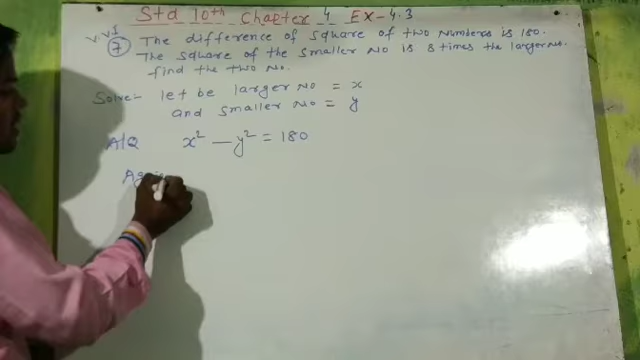 Std 10th Chapter 4 EX-4.3
V.V.I
7 The difference of square of two numbers is 180.
The square of the smaller no is 8 times the larger no.
find the two no.
Solve:- let be larger no = x
and smaller no = y
A/Q x² — y² = 180